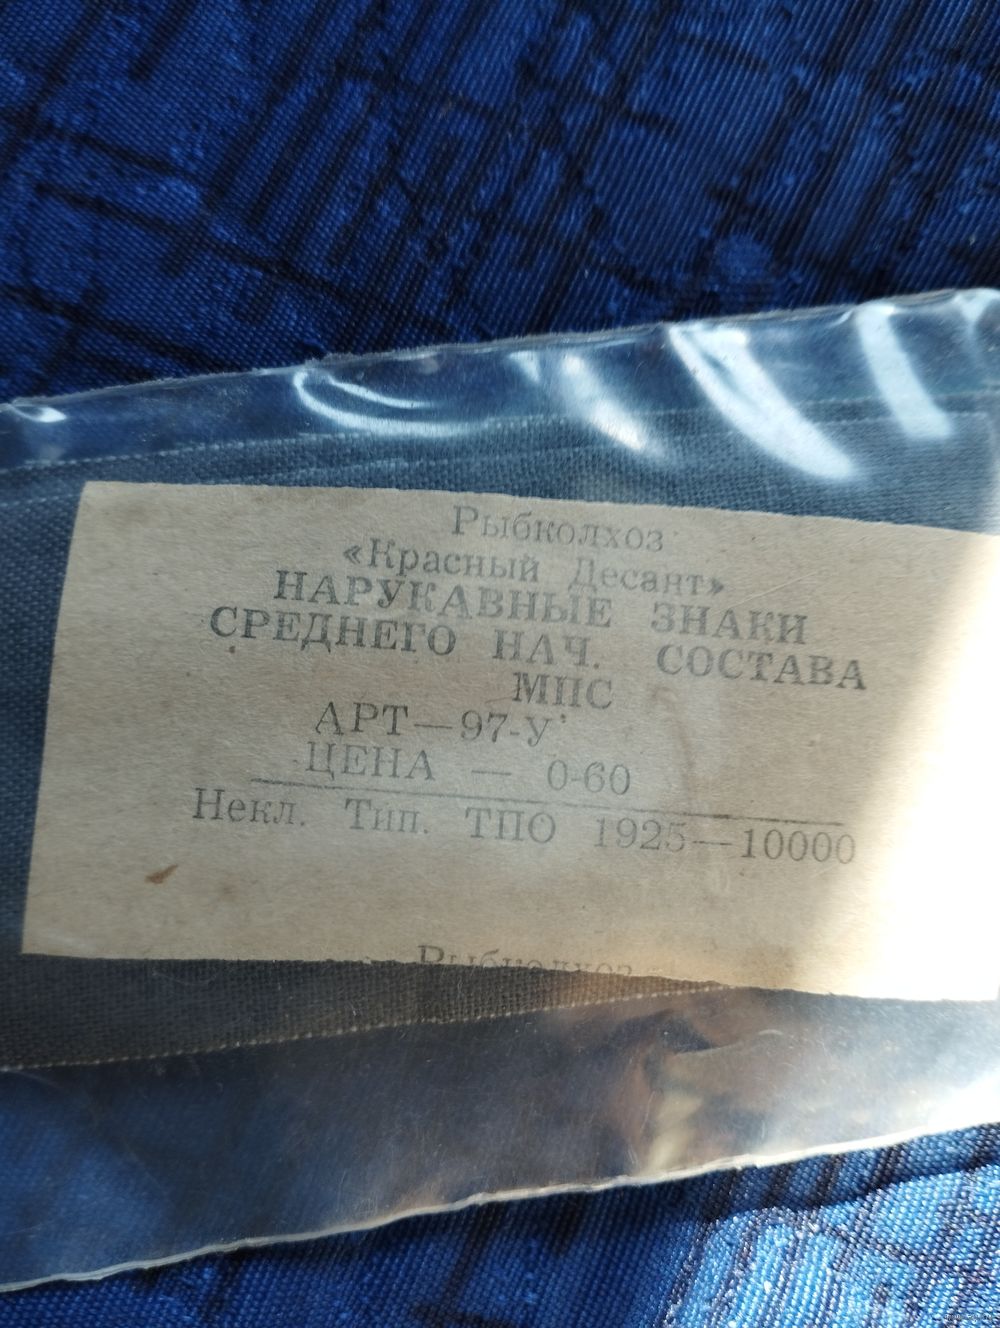 Рыбколхоз
«Красный Десант»
НАРУКАВНЫЕ ЗНАКИ
СРЕДНЕГО НАЧ. СОСТАВА
МПС
АРТ—97-У
ЦЕНА — 0-60
Некл. Тип. ТПО 1925—10000
Рыбколхоз